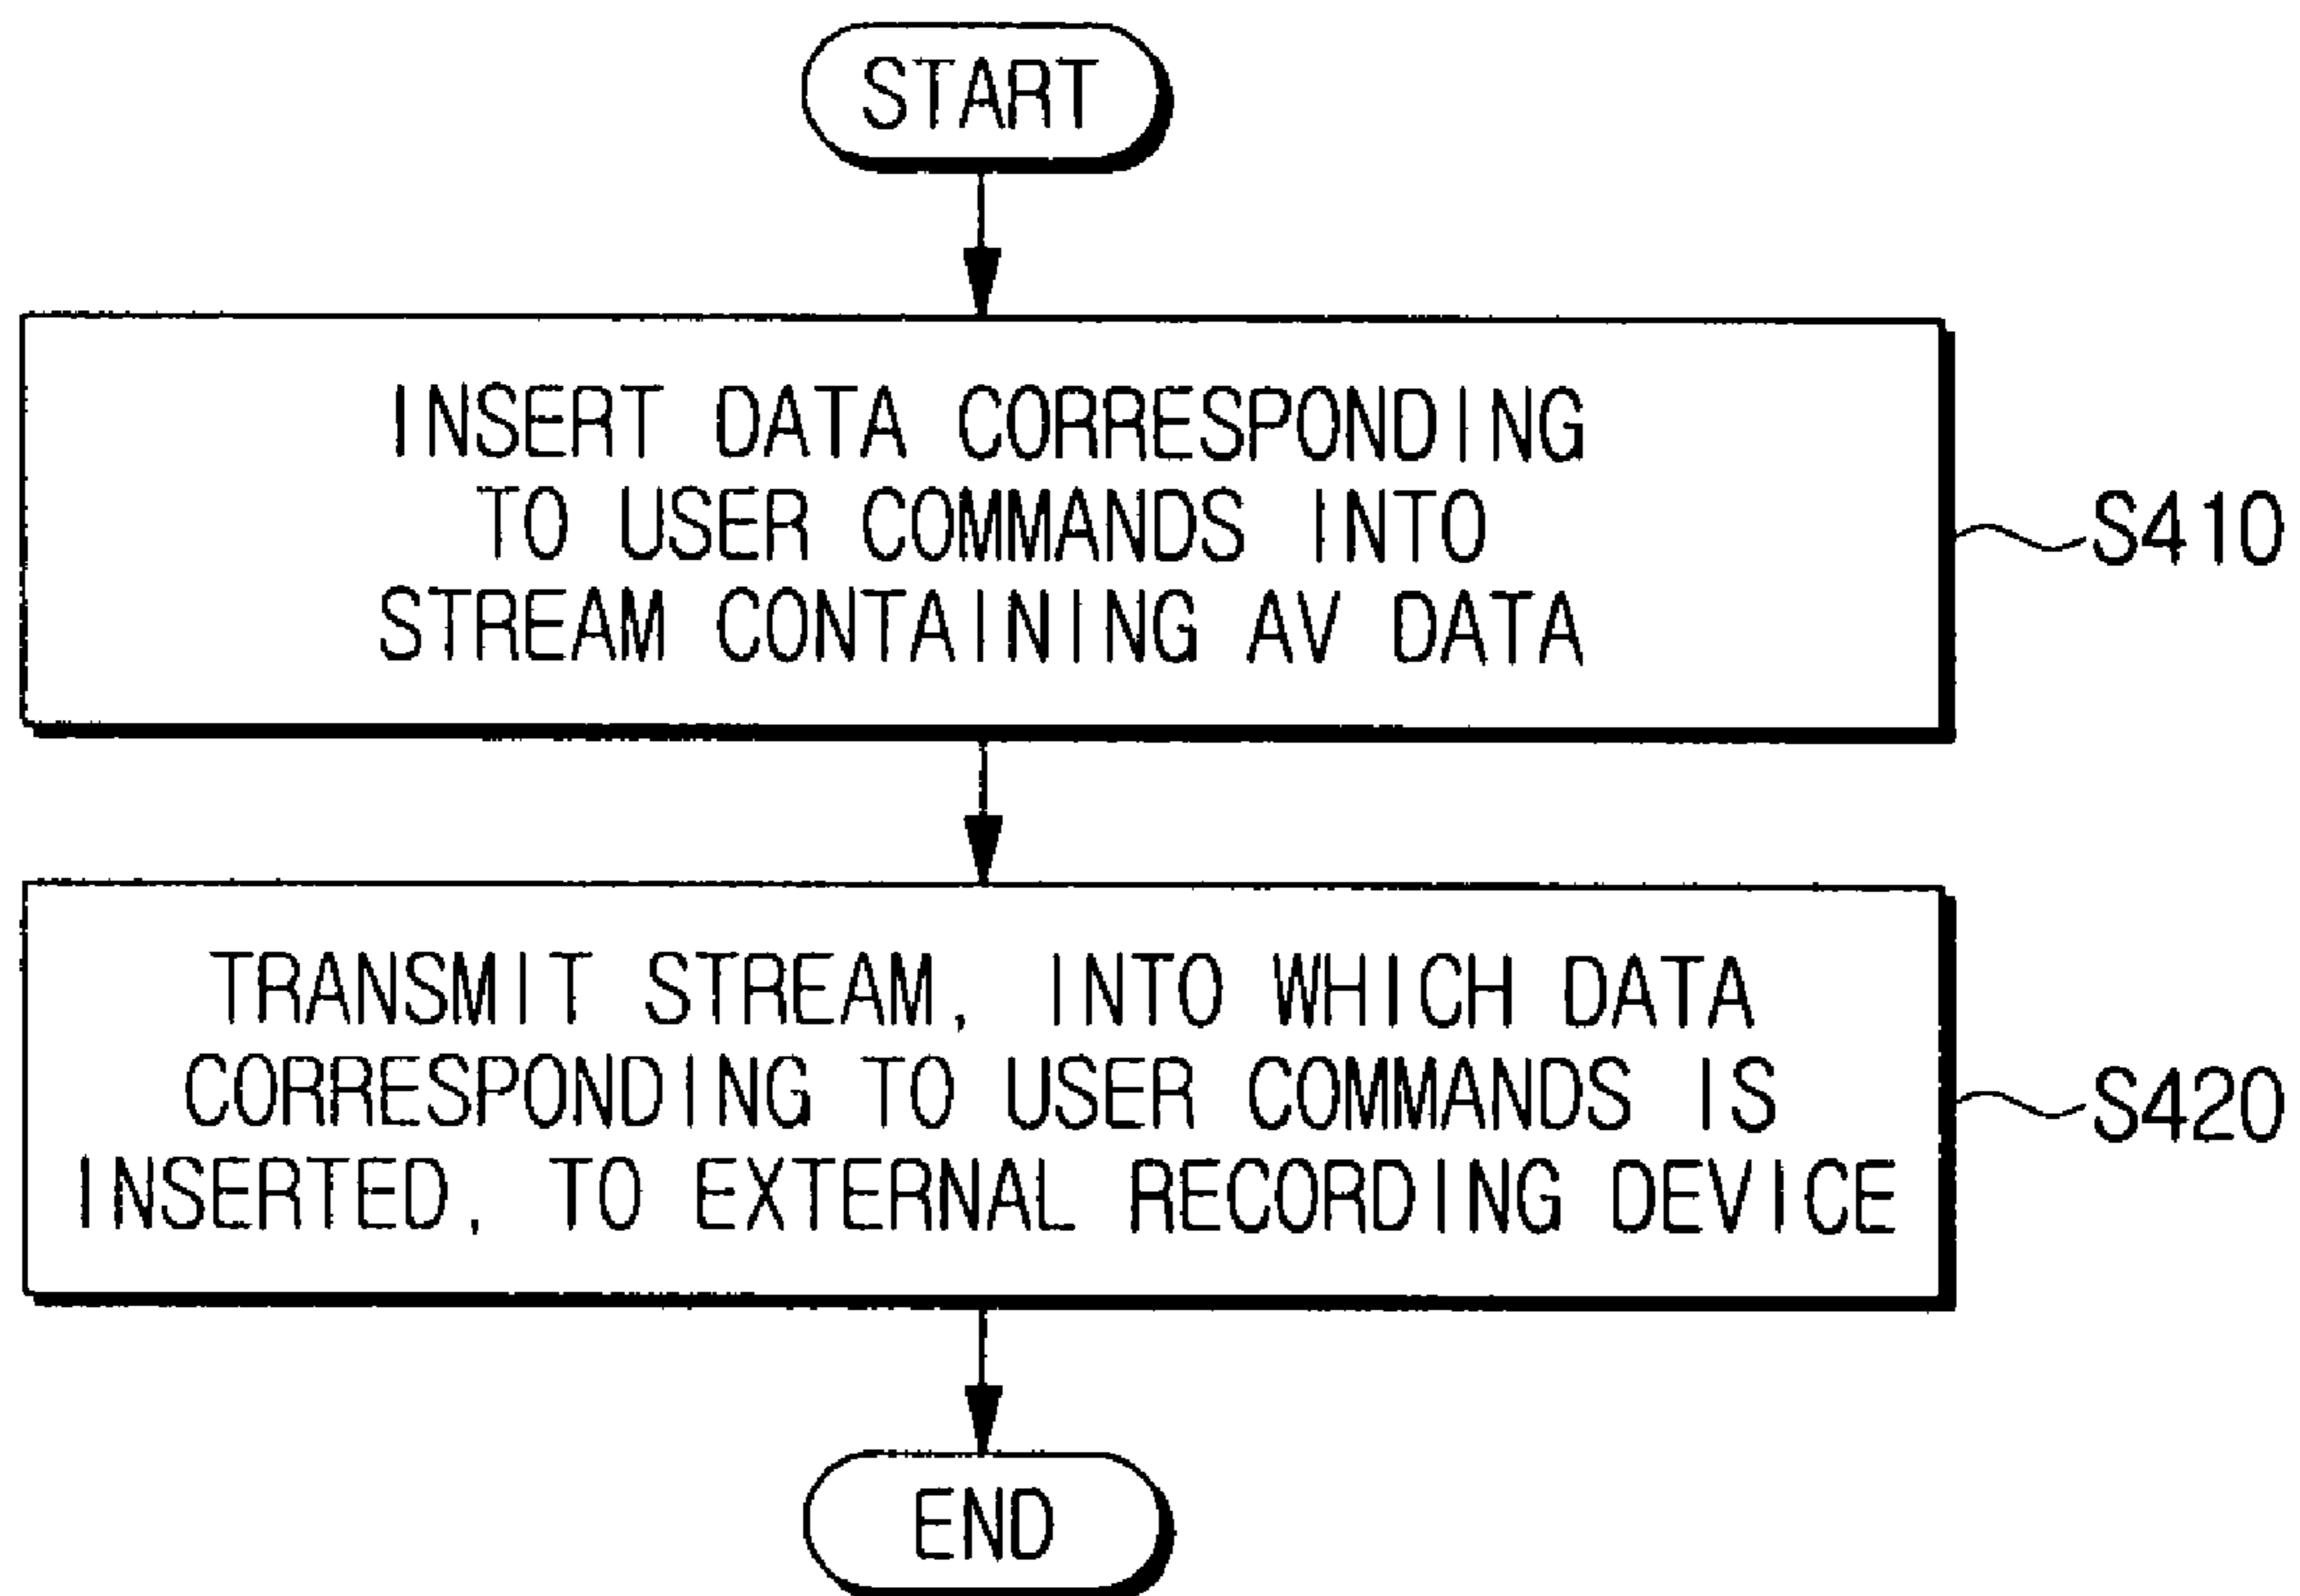 START
INSERT DATA CORRESPONDING
TO USER COMMANDS INTO
STREAM CONTAINING AV DATA
S410
TRANSMIT STREAM, INTO WHICH DATA
CORRESPONDING TO USER COMMANDS IS
INSERTED, TO EXTERNAL RECORDING DEVICE
S420
END